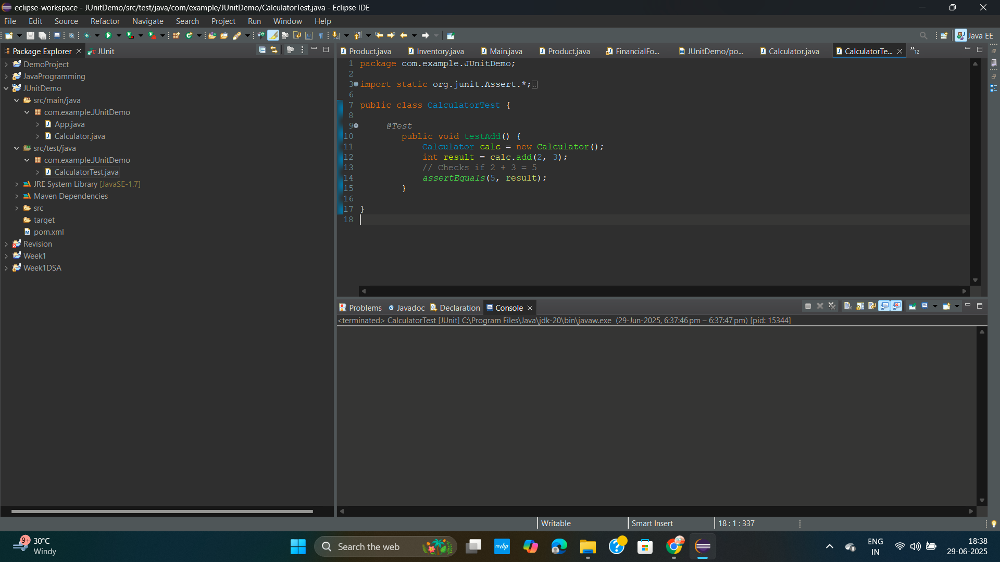 eclipse-workspace - JUnitDemo/src/test/java/com/example/JUnitDemo/CalculatorTest.java - Eclipse IDE
File Edit Source Refactor Navigate Search Project Run Window Help
Java EE
Package Explorer
JUnit
DemoProject
JavaProgramming
JUnitDemo
src/main/java
com.example.JUnitDemo
App.java
Calculator.java
src/test/java
com.example.JUnitDemo
CalculatorTest.java
JRE System Library [JavaSE-1.7]
Maven Dependencies
src
target
pom.xml
Revision
Week1
Week1DSA
Product.java Inventory.java Main.java Product.java FinancialFo... JUnitDemo/po... Calculator.java CalculatorTe... »12
1 package com.example.JUnitDemo;
2
3 import static org.junit.Assert.*;
6
7 public class CalculatorTest {
8
9 @Test
10 public void testAdd() {
11 Calculator calc = new Calculator();
12 int result = calc.add(2, 3);
13 // Checks if 2 + 3 = 5
14 assertEquals(5, result);
15 }
16
17 }
18
Problems Javadoc Declaration Console
<terminated> CalculatorTest [JUnit] C:\Program Files\Java\jdk-20\bin\javaw.exe (29-Jun-2025, 6:37:46 pm – 6:37:47 pm) [pid: 15344]
Writable Smart Insert 18 : 1 : 337
9+
30°C
Windy
Search the web
myhp
ENG
IN
18:38
29-06-2025